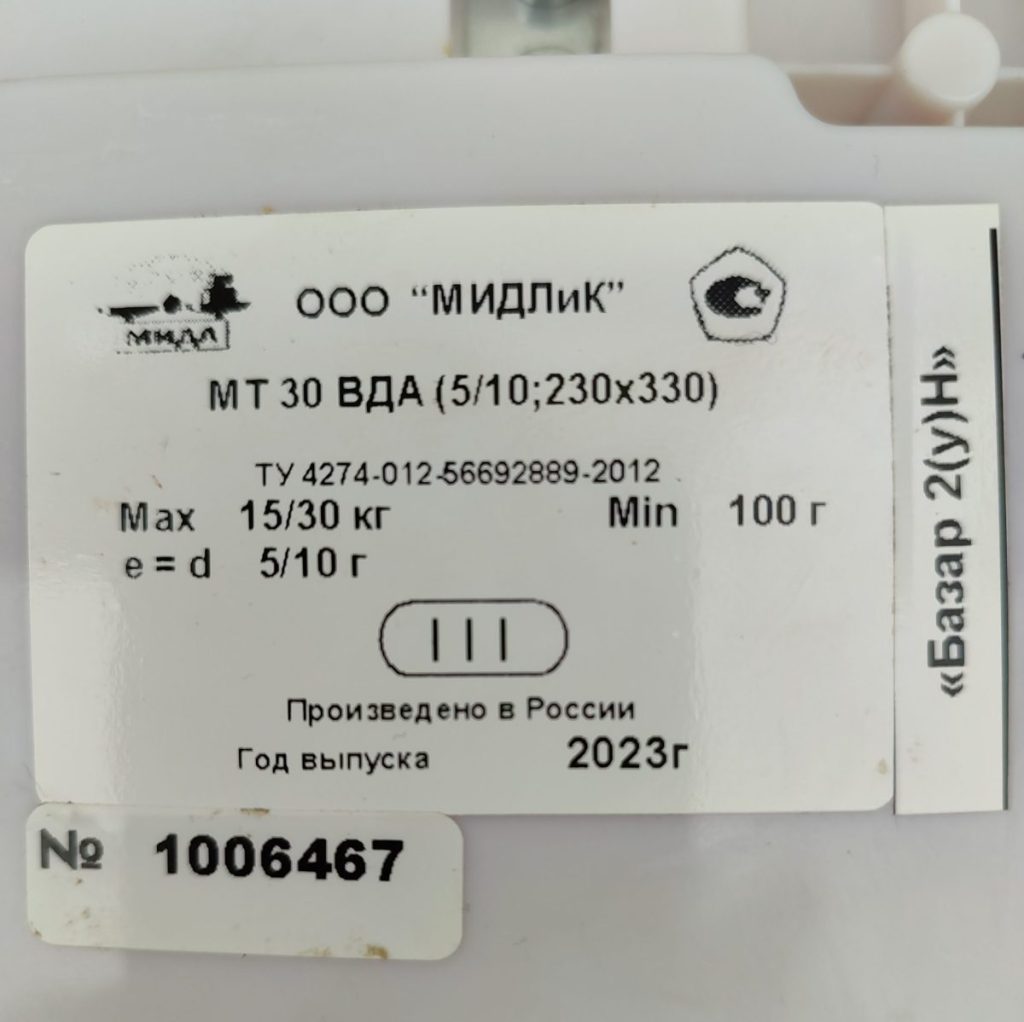 МИДЛ
ООО “МИДЛиК”
МТ 30 ВДА (5/10;230х330)
ТУ 4274-012-56692889-2012
Max 15/30 кг Min 100 г
e = d 5/10 г
III
Произведено в России
Год выпуска 2023г
№ 1006467
«Базар 2(у)Н»